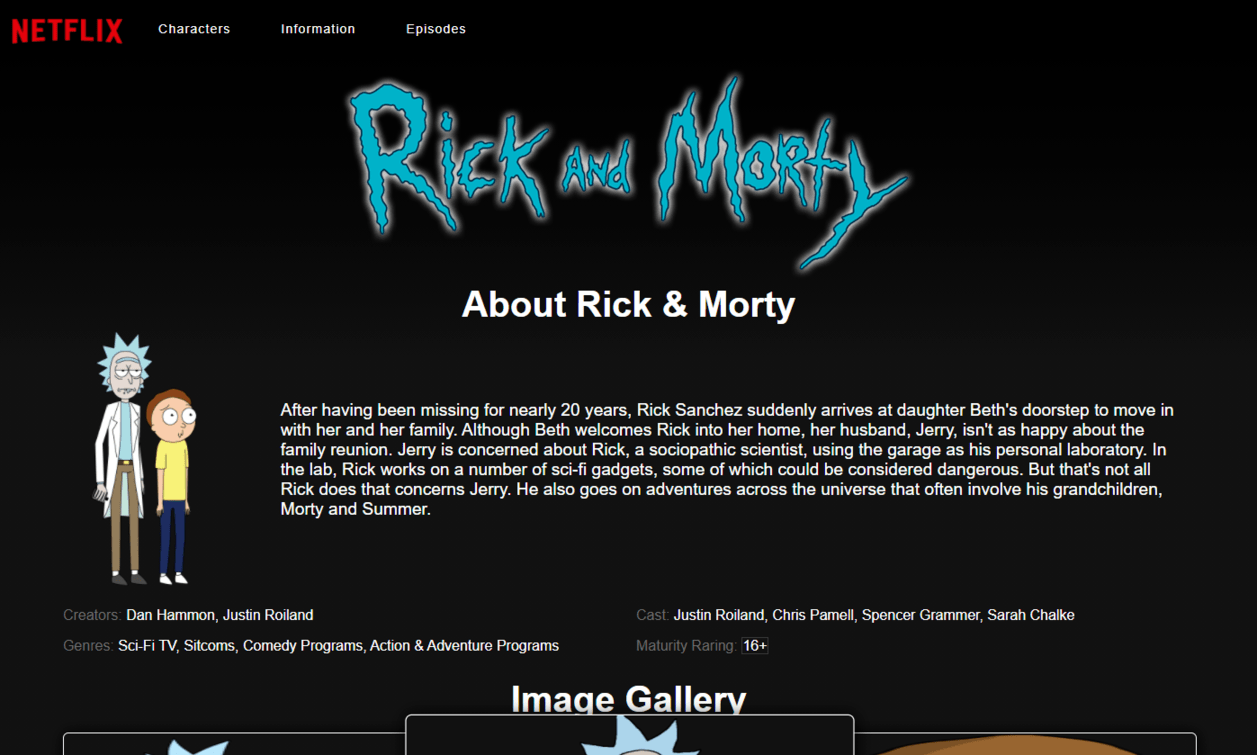 NETFLIX Characters Information Episodes
Rick and Morty
About Rick & Morty
After having been missing for nearly 20 years, Rick Sanchez suddenly arrives at daughter Beth's doorstep to move in
with her and her family. Although Beth welcomes Rick into her home, her husband, Jerry, isn't as happy about the
family reunion. Jerry is concerned about Rick, a sociopathic scientist, using the garage as his personal laboratory. In
the lab, Rick works on a number of sci-fi gadgets, some of which could be considered dangerous. But that's not all
Rick does that concerns Jerry. He also goes on adventures across the universe that often involve his grandchildren,
Morty and Summer.
Creators: Dan Hammon, Justin Roiland
Cast: Justin Roiland, Chris Pamell, Spencer Grammer, Sarah Chalke
Genres: Sci-Fi TV, Sitcoms, Comedy Programs, Action & Adventure Programs
Maturity Raring: 16+
Image Gallery